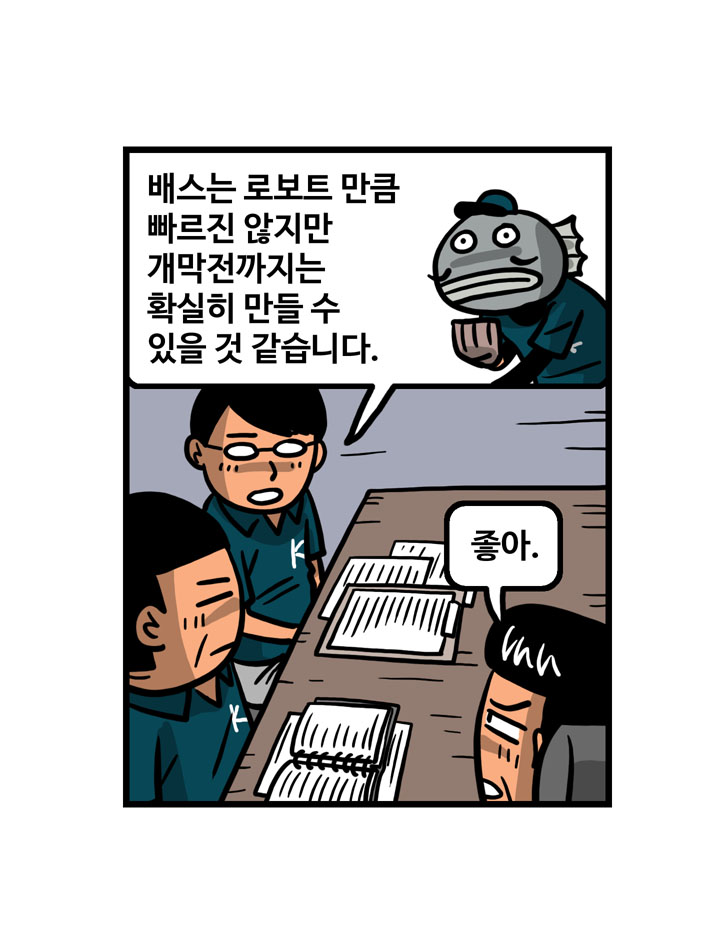 배스는 로보트 만큼
빠르진 않지만
개막전까지는
확실히 만들 수
있을 것 같습니다.
K
K
좋아.
K